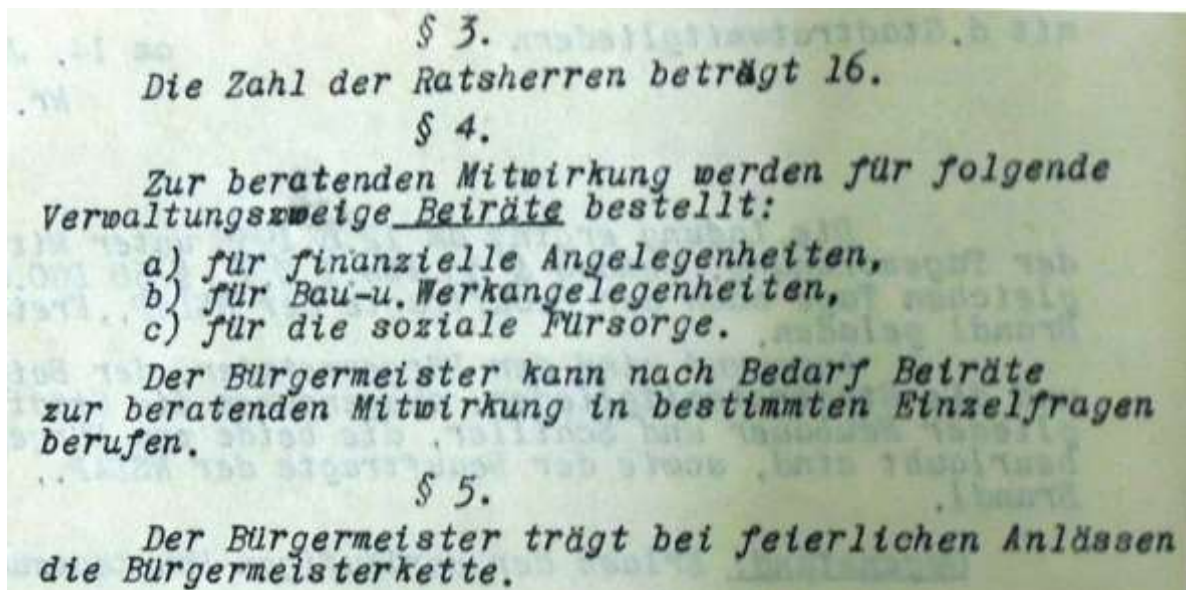 § 3.
Die Zahl der Ratsherren beträgt 16.
§ 4.
Zur beratenden Mitwirkung werden für folgende
Verwaltungszweige Beiräte bestellt:
a) für finanzielle Angelegenheiten,
b) für Bau-u.Werkangelegenheiten,
c) für die soziale Fürsorge.
Der Bürgermeister kann nach Bedarf Beiräte
zur beratenden Mitwirkung in bestimmten Einzelfragen
berufen.
§ 5.
Der Bürgermeister trägt bei feierlichen Anlässen
die Bürgermeisterkette.